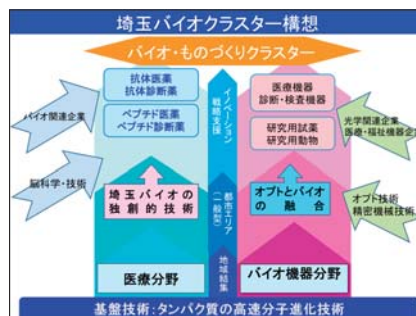 埼玉バイオクラスター構想
バイオ・ものづくりクラスター
抗体医薬
抗体診断薬
ペプチド医薬
ペプチド診断薬
イノベーション
戦略支援
医療機器
診断・検査機器
研究用試薬
研究用動物
バイオ関連企業
光学関連企業
医療・福祉機器企業
脳科学・技術
埼玉バイオの
独創的技術
都市エリア
(一般型)
オプトとバイオ
の融合
オプト技術
精密機械技術
地域結集
医療分野
バイオ機器分野
基盤技術:タンパク質の高速分子進化技術